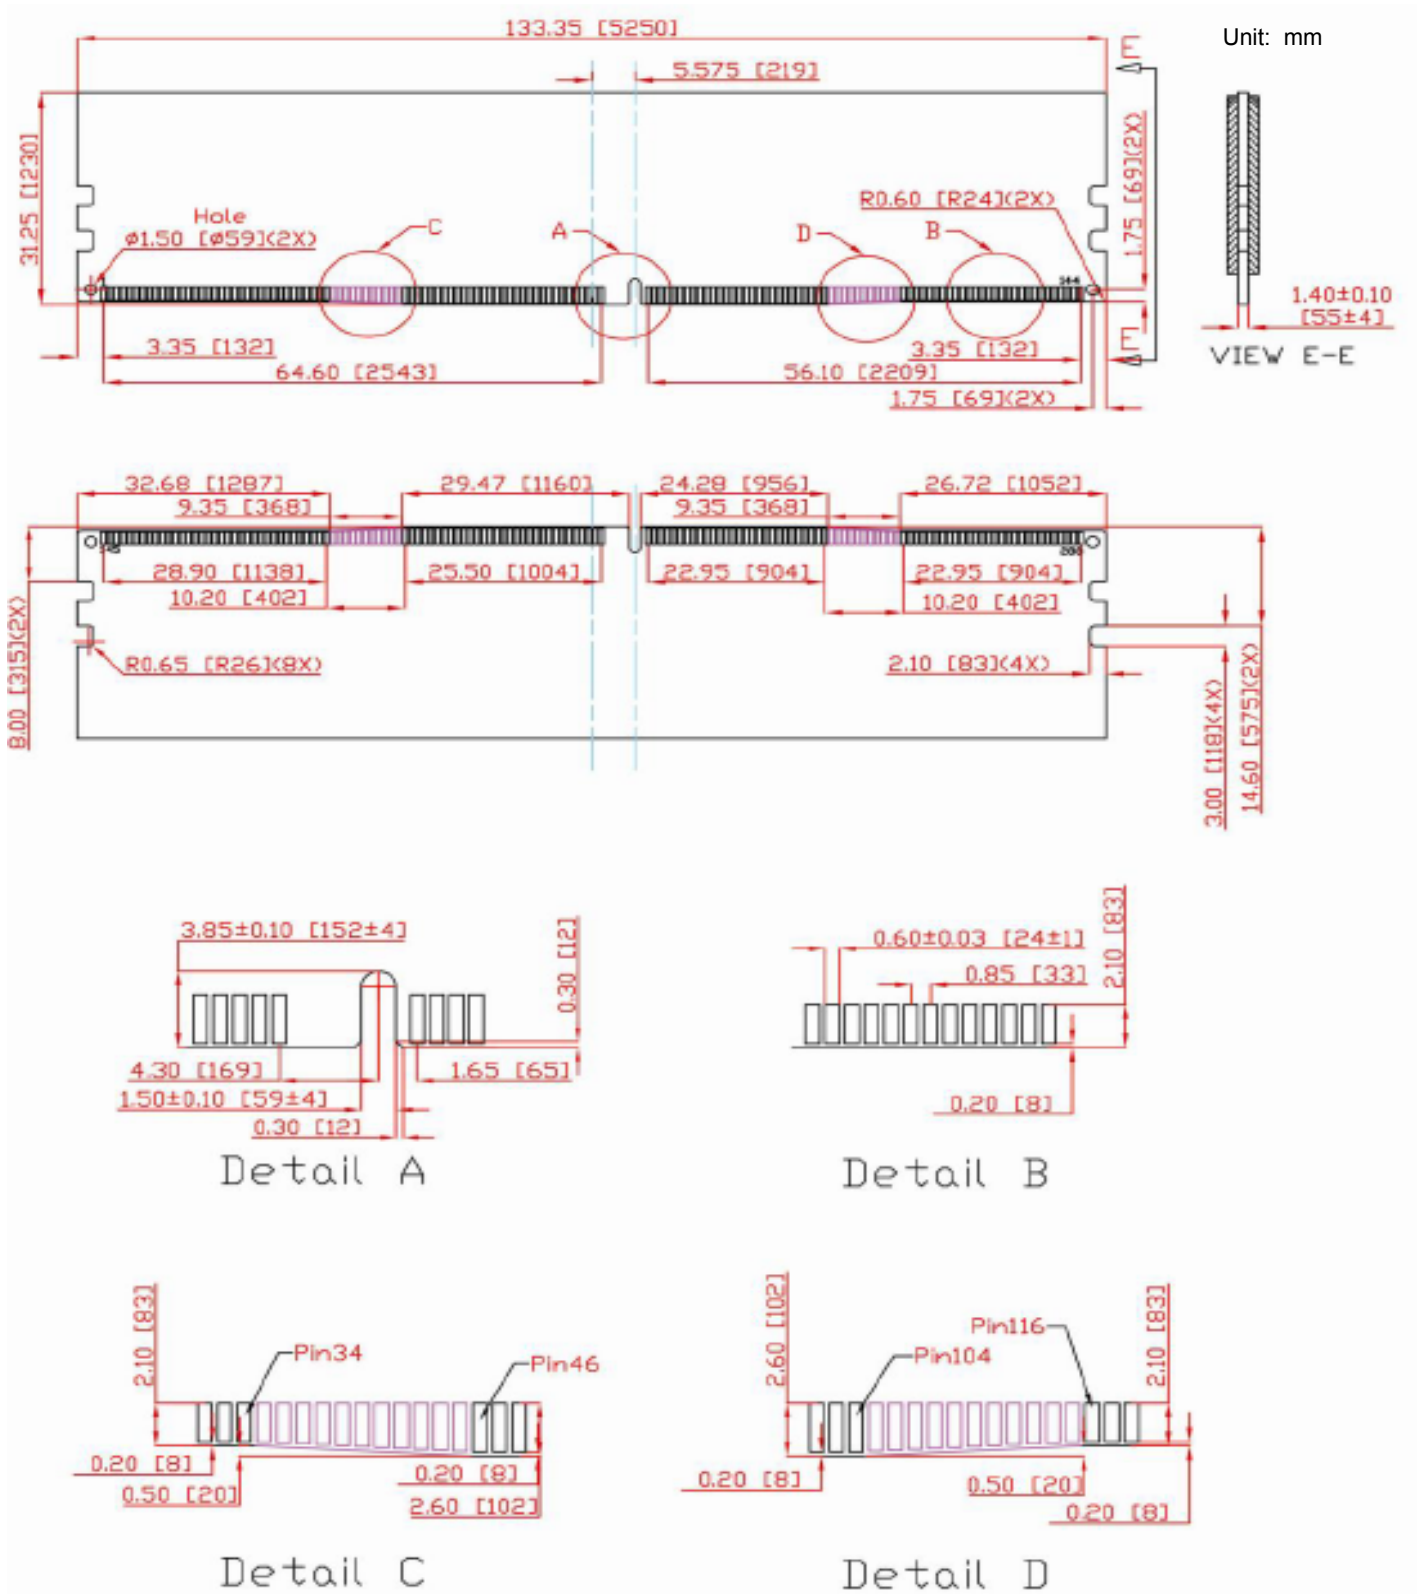 133.35 [5250]
Unit: mm
E
5.575 [219]
31.25 [1230]
1.75 [69](2X)
R0.60 [R24](2X)
Hole
ø1.50 [ø59](2X)
C
A
D
B
144
1.40±0.10
[55±4]
3.35 [132]
3.35 [132]
E
VIEW E-E
64.60 [2543]
56.10 [2209]
1.75 [69](2X)
32.68 [1287]
29.47 [1160]
24.28 [956]
26.72 [1052]
9.35 [368]
9.35 [368]
288
28.90 [1138]
25.50 [1004]
22.95 [904]
22.95 [904]
10.20 [402]
10.20 [402]
8.00 [315](2X)
R0.65 [R26](8X)
2.10 [83](4X)
3.00 [118](4X)
14.60 [575](2X)
3.85±0.10 [152±4]
0.30 [12]
0.60±0.03 [24±1]
2.10 [83]
0.85 [33]
4.30 [169]
1.65 [65]
1.50±0.10 [59±4]
0.30 [12]
0.20 [8]
Detail A
Detail B
2.10 [83]
Pin34
Pin46
2.60 [102]
Pin116
Pin104
2.10 [83]
0.20 [8]
0.20 [8]
0.50 [20]
2.60 [102]
0.20 [8]
0.50 [20]
0.20 [8]
Detail C
Detail D